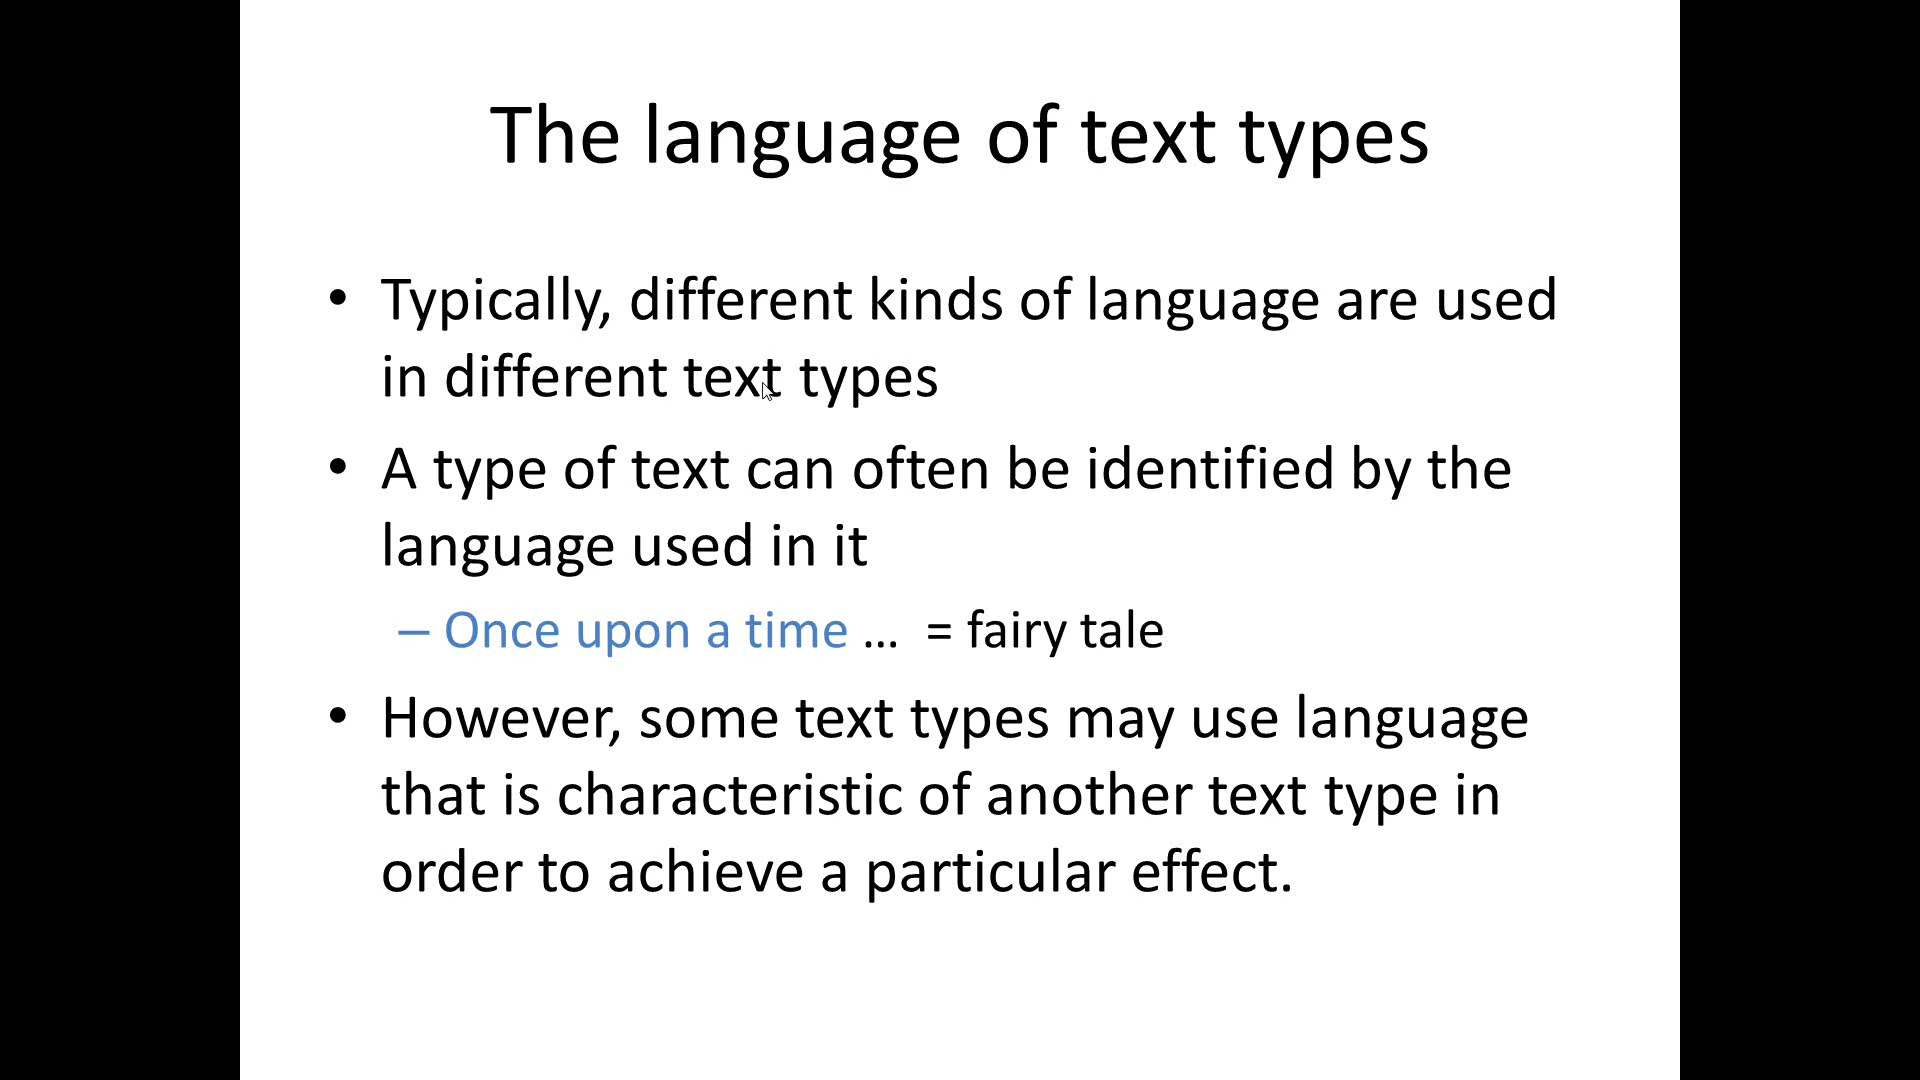 The language of text types
• Typically, different kinds of language are used
in different text types
• A type of text can often be identified by the
language used in it
– Once upon a time ...  = fairy tale
• However, some text types may use language
that is characteristic of another text type in
order to achieve a particular effect.